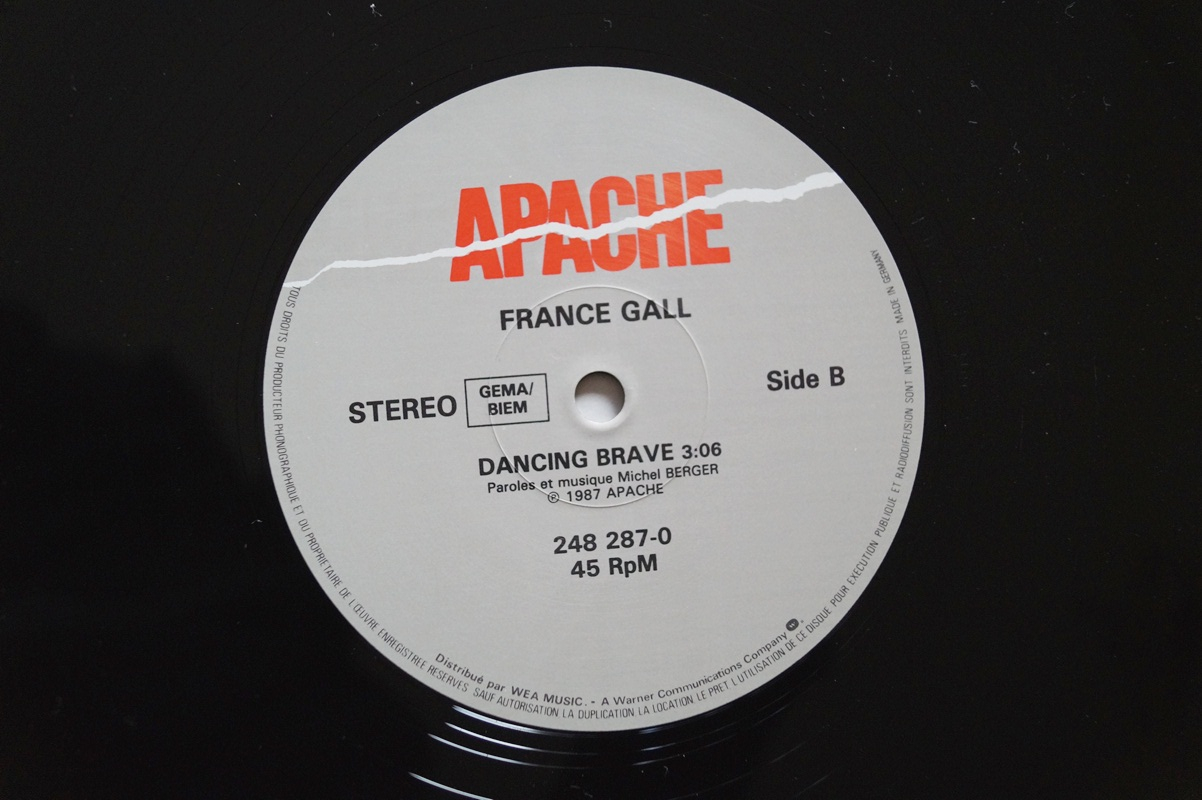 APACHE
FRANCE GALL
STEREO
GEMA/
BIEM
Side B
DANCING BRAVE 3:06
Paroles et musique Michel BERGER
℗ 1987 APACHE
248 287-0
45 RpM
Distribué par WEA MUSIC. - A Warner Communications Company
TOUS DROITS DU PRODUCTEUR PHONOGRAPHIQUE ET DU PROPRIETAIRE DE L'ŒUVRE ENREGISTREE RESERVES SAUF AUTORISATION LA DUPLICATION LA LOCATION LE PRET L'UTILISATION DE CE DISQUE POUR EXECUTION PUBLIQUE ET RADIODIFFUSION SONT INTERDITS MADE IN GERMANY